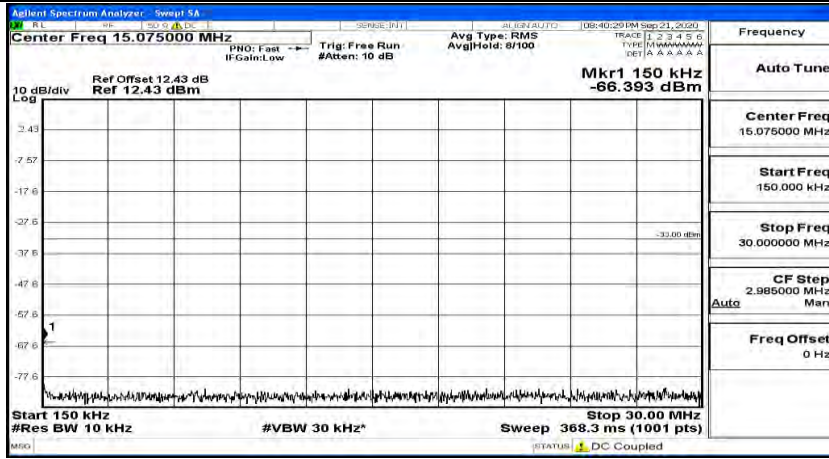 Agilent Spectrum Analyzer - Swept SA
RL RF 50 Ω DC SENSE:INT ALIGN AUTO 08:40:29 PM Sep 21, 2020
Center Freq 15.075000 MHz
PNO: Fast
IFGain:Low
Trig: Free Run
#Atten: 10 dB
Avg Type: RMS
Avg|Hold: 8/100
TRACE 1 2 3 4 5 6
TYPE MWWWWW
DET A A A A A A
Ref Offset 12.43 dB
Ref 12.43 dBm
10 dB/div
Log
Mkr1 150 kHz
-66.393 dBm
2.43
-7.57
-17.6
-27.6
-33.00 dBm
-37.6
-47.6
-57.6
1
-67.6
-77.6
Start 150 kHz
Stop 30.00 MHz
#Res BW 10 kHz
#VBW 30 kHz*
Sweep 368.3 ms (1001 pts)
MSG
STATUS DC Coupled
Frequency
Auto Tune
Center Freq
15.075000 MHz
Start Freq
150.000 kHz
Stop Freq
30.000000 MHz
CF Step
2.985000 MHz
Auto Man
Freq Offset
0 Hz